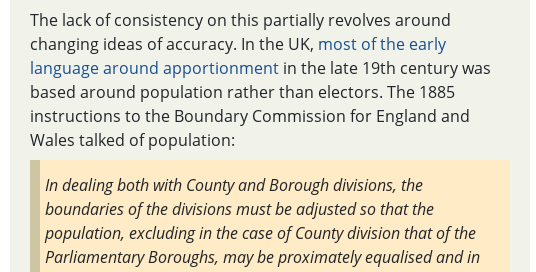 The lack of consistency on this partially revolves around
changing ideas of accuracy. In the UK, most of the early
language around apportionment in the late 19th century was
based around population rather than electors. The 1885
instructions to the Boundary Commission for England and
Wales talked of population:
In dealing both with County and Borough divisions, the
boundaries of the divisions must be adjusted so that the
population, excluding in the case of County division that of the
Parliamentary Boroughs, may be proximately equalised and in